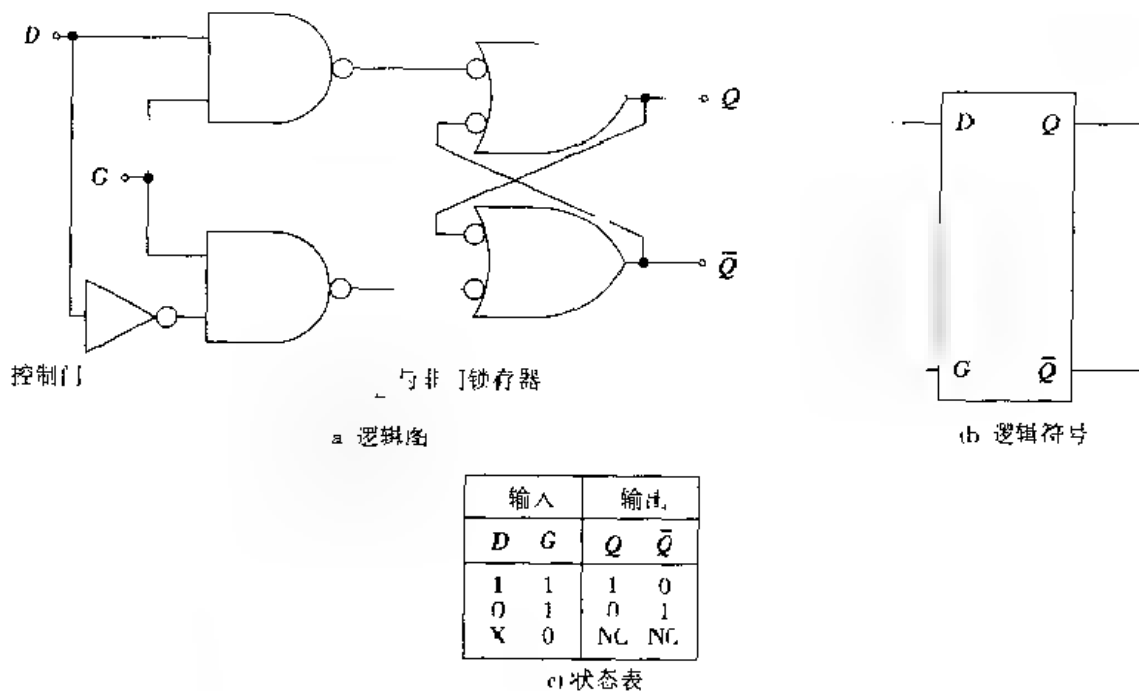 D
Q
G
Q̄
控制门
与非门锁存器
a 逻辑图
D Q
G Q̄
(b 逻辑符号
输入 输出
D G Q Q̄
1 1 1 0
0 1 0 1
X 0 NC NC
c) 状态表